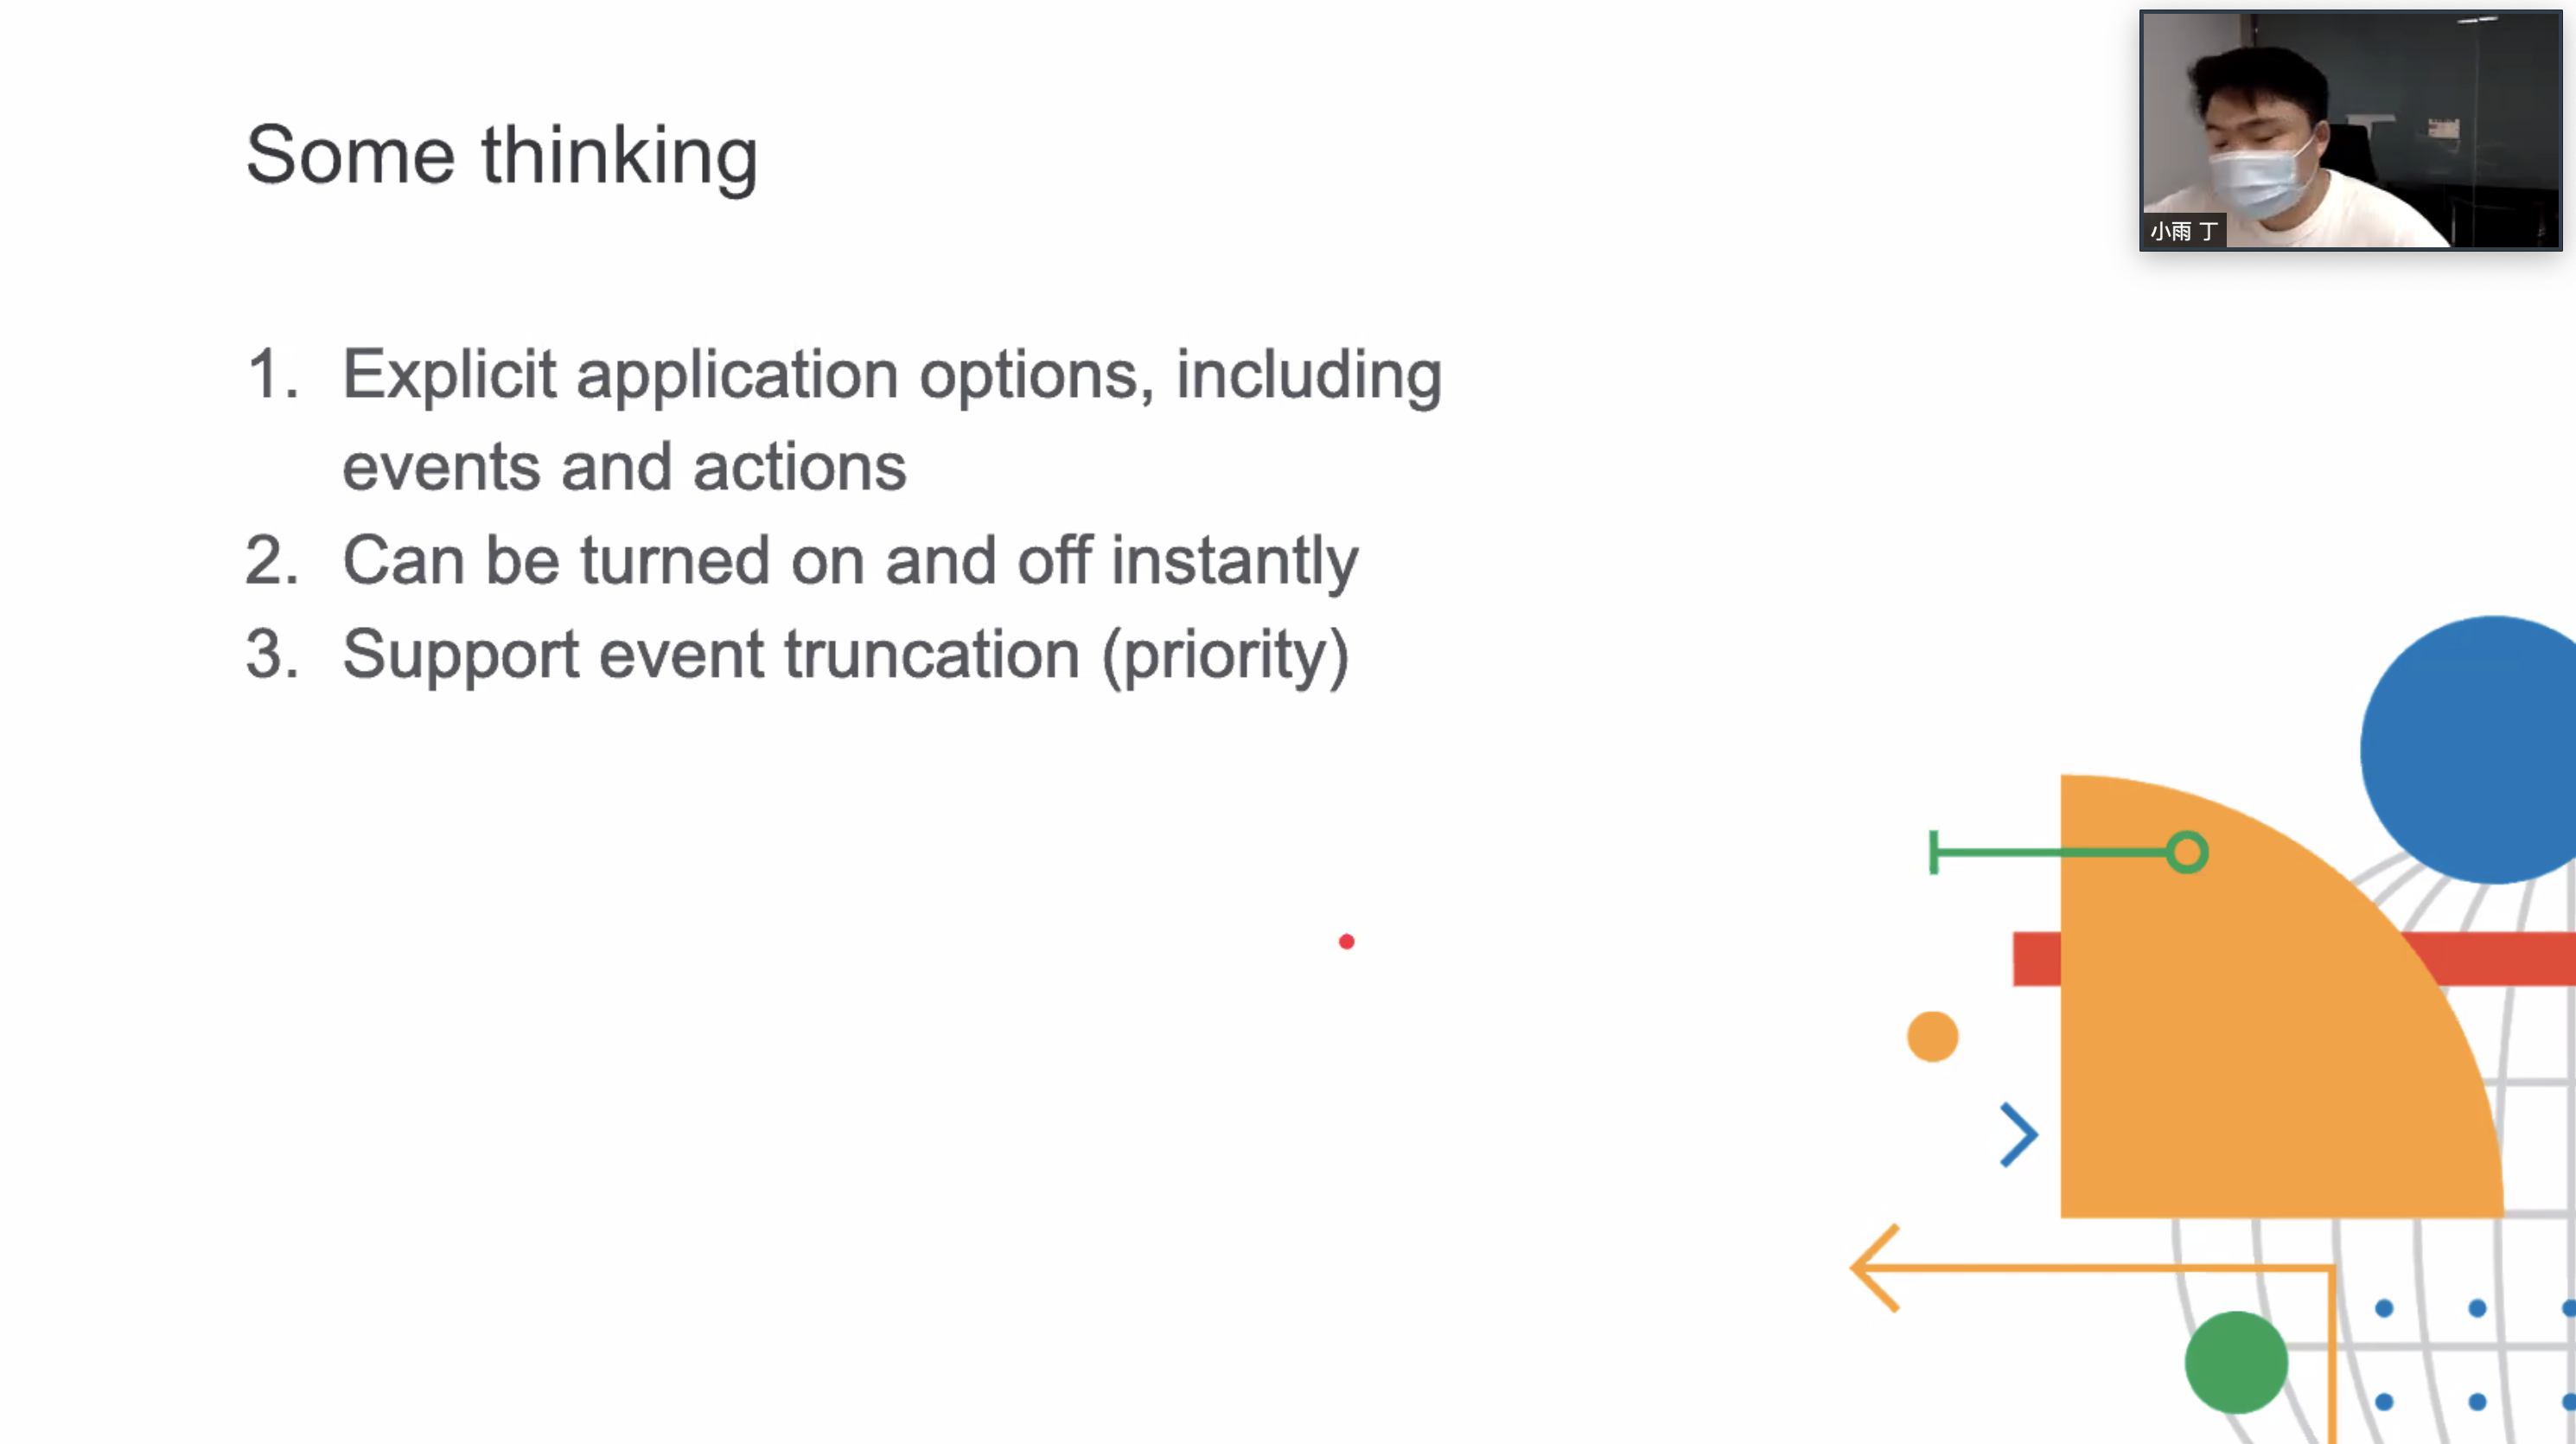 Some thinking
1. Explicit application options, including
events and actions
2. Can be turned on and off instantly
3. Support event truncation (priority)
小雨 丁